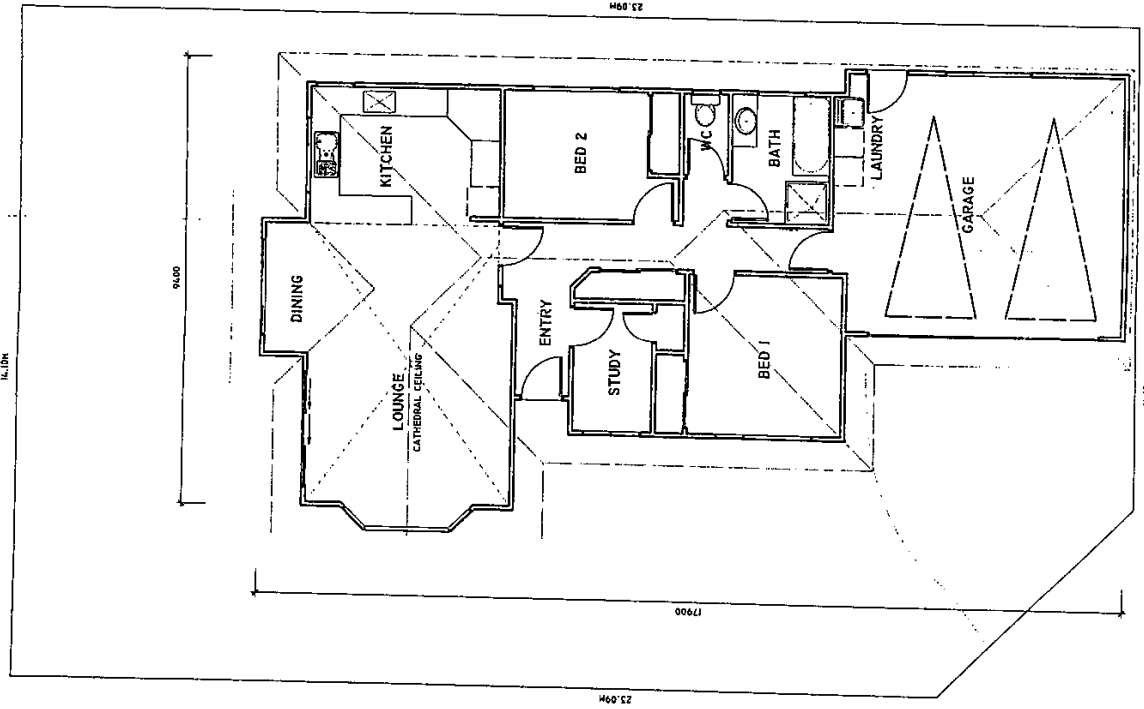 23.09M
14.10M
9400
KITCHEN
BED 2
WC
BATH
LAUNDRY
GARAGE
DINING
LOUNGE
CATHEDRAL CEILING
ENTRY
STUDY
BED 1
17900
23.09M